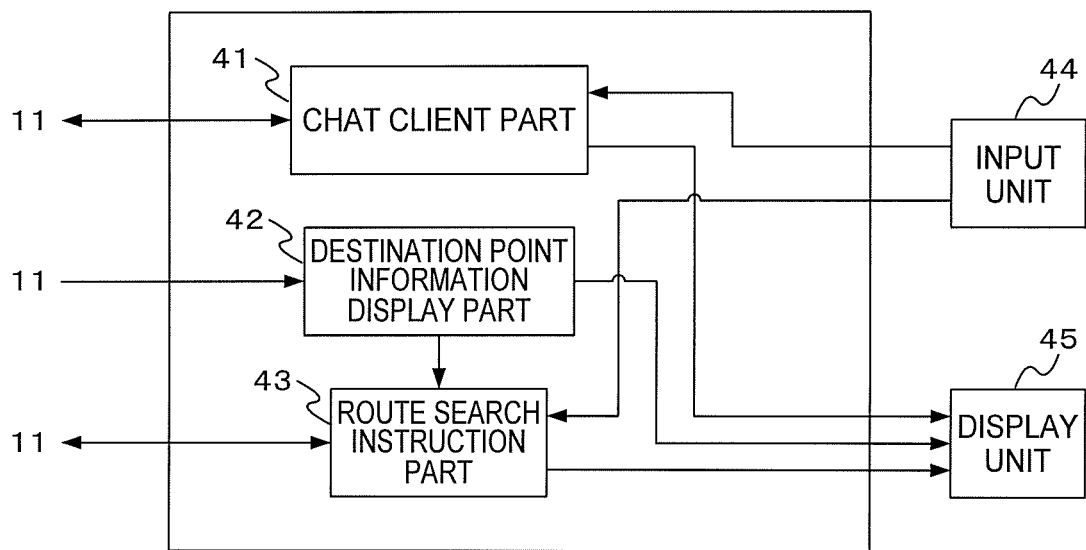 41
44
11
CHAT CLIENT PART
INPUT
UNIT
42
11
DESTINATION POINT
INFORMATION
DISPLAY PART
45
43
11
ROUTE SEARCH
INSTRUCTION
PART
DISPLAY
UNIT